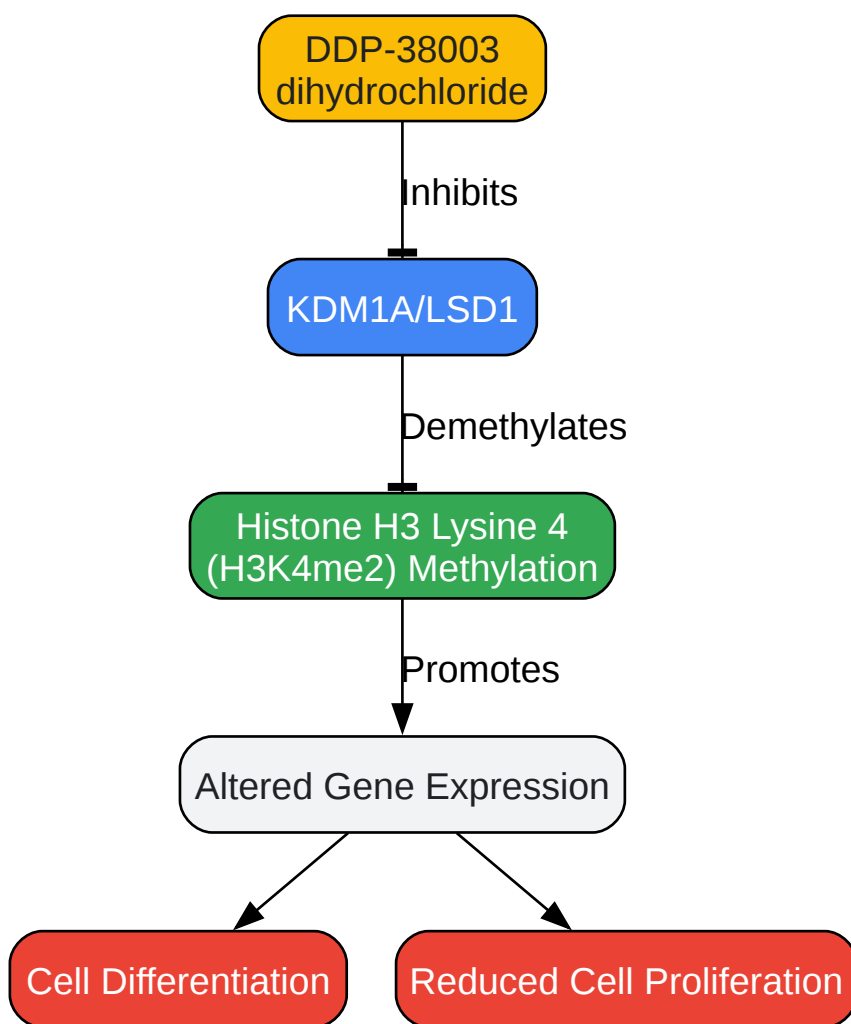 DDP-38003
dihydrochloride
Inhibits
KDM1A/LSD1
Demethylates
Histone H3 Lysine 4
(H3K4me2) Methylation
Promotes
Altered Gene Expression
Cell Differentiation
Reduced Cell Proliferation